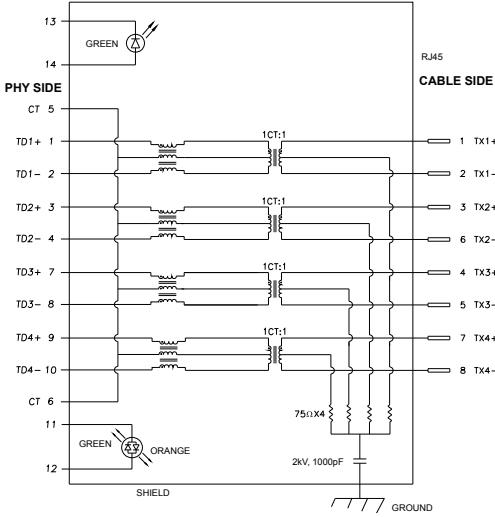 13
GREEN
14
RJ45
PHY SIDE
CABLE SIDE
CT 5
1CT:1
TD1+ 1
1 TX1+
TD1- 2
2 TX1-
1CT:1
TD2+ 3
3 TX2+
TD2- 4
6 TX2-
1CT:1
TD3+ 7
4 TX3+
TD3- 8
5 TX3-
1CT:1
TD4+ 9
7 TX4+
TD4- 10
8 TX4-
CT 6
75ΩX4
11
GREEN
ORANGE
2kV, 1000pF
12
SHIELD
GROUND